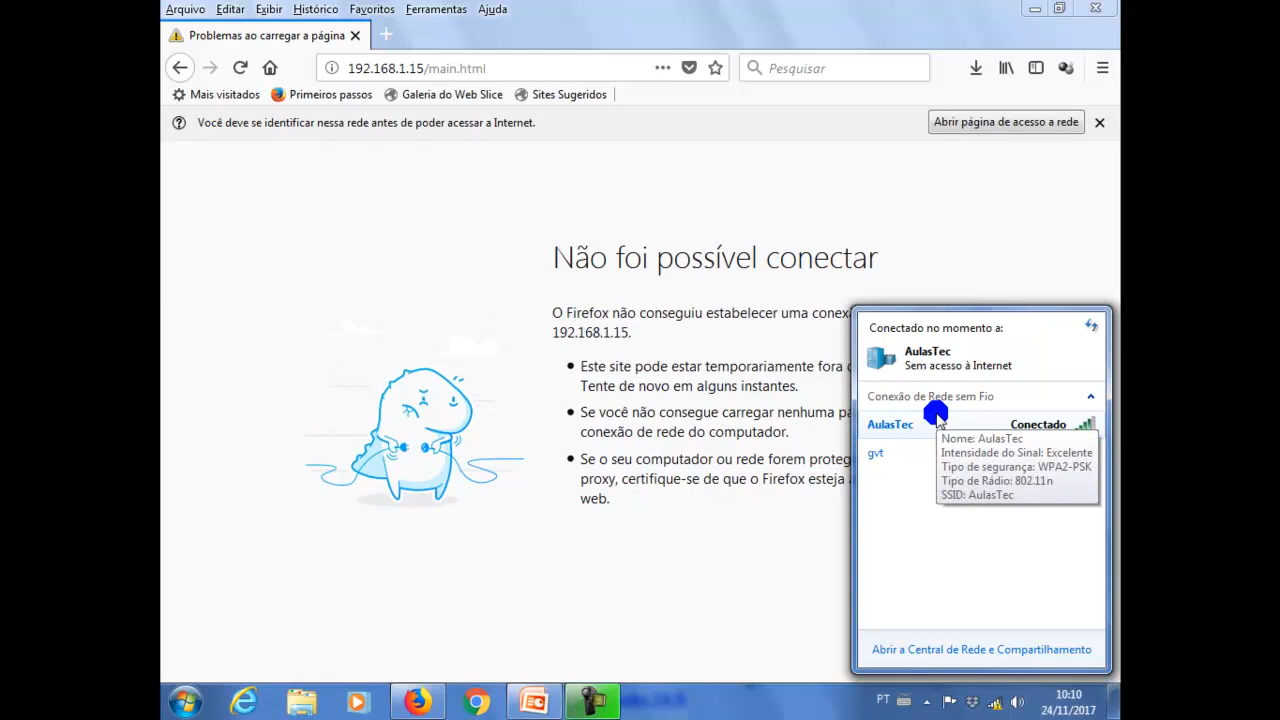 Arquivo Editar Exibir Histórico Favoritos Ferramentas Ajuda
Problemas ao carregar a página
192.168.1.15/main.html
Pesquisar
Mais visitados Primeiros passos Galeria do Web Slice Sites Sugeridos
Você deve se identificar nessa rede antes de poder acessar a Internet.
Abrir página de acesso a rede
Não foi possível conectar
O Firefox não conseguiu estabelecer uma
192.168.1.15.
Este site pode estar temporariamente fora
Tente de novo em alguns instantes.
Se você não consegue carregar nenhuma
conexão de rede do computador.
Se o seu computador ou rede forem
proxy, certifique-se de que o Firefox esteja
web.
Conectado no momento a:
AulasTec
Sem acesso à Internet
Conexão de Rede sem Fio
AulasTec Conectado
gvt
Nome: AulasTec
Intensidade do Sinal: Excelente
Tipo de segurança: WPA2-PSK
Tipo de Rádio: 802.11n
SSID: AulasTec
Abrir a Central de Rede e Compartilhamento
PT
10:10
24/11/2017